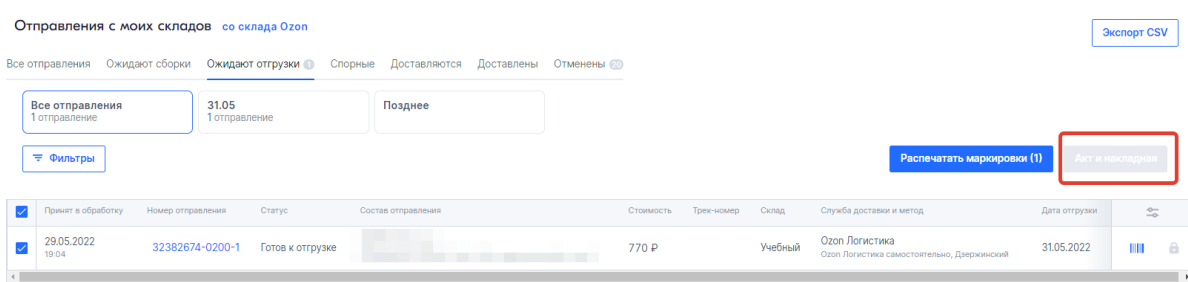 Отправления с моих складов со склада Ozon
Экспорт CSV
Все отправления Ожидают сборки Ожидают отгрузки 1 Спорные Доставляются Доставлены Отменены 20
Все отправления 31.05 Позднее
1 отправление 1 отправление
Фильтры Распечатать маркировки (1) Акт и накладная
Принят в обработку Номер отправления Статус Состав отправления Стоимость Трек-номер Склад Служба доставки и метод Дата отгрузки
29.05.2022 32382674-0200-1 Готов к отгрузке 770 ₽ Учебный Ozon Логистика 31.05.2022
19:04 Ozon Логистика самостоятельно, Дзержинский